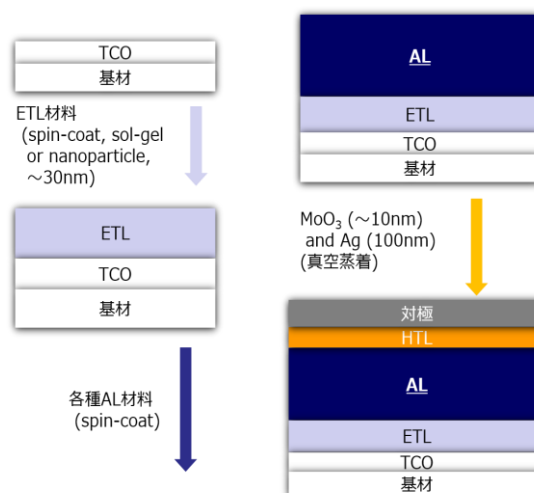 TCO
基材
ETL材料
(spin-coat, sol-gel
or nanoparticle,
～30nm)
ETL
TCO
基材
各種AL材料
(spin-coat)
AL
ETL
TCO
基材
MoO₃ (～10nm)
and Ag (100nm)
(真空蒸着)
対極
HTL
AL
ETL
TCO
基材